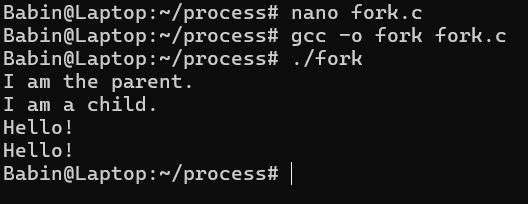 Babin@Laptop:~/process# nano fork.c
Babin@Laptop:~/process# gcc -o fork fork.c
Babin@Laptop:~/process# ./fork
I am the parent.
I am a child.
Hello!
Hello!
Babin@Laptop:~/process#